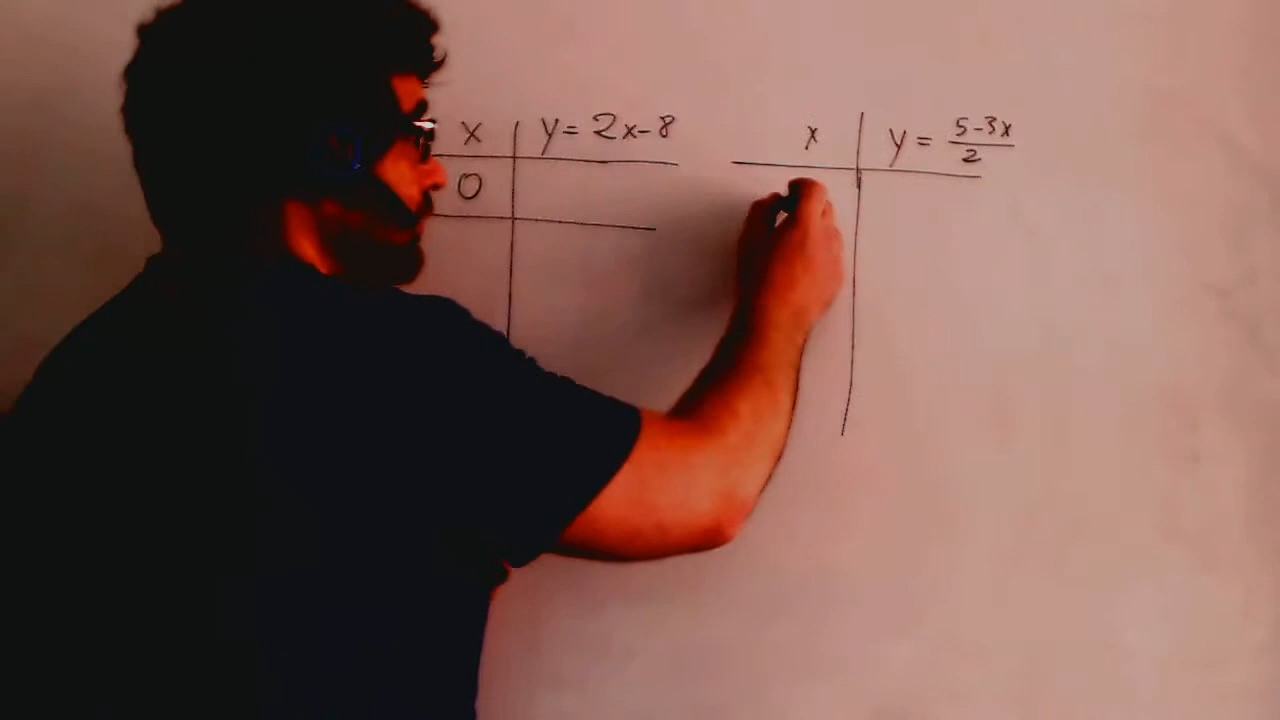 x y = 2x-8
0
x y = (5-3x)/2